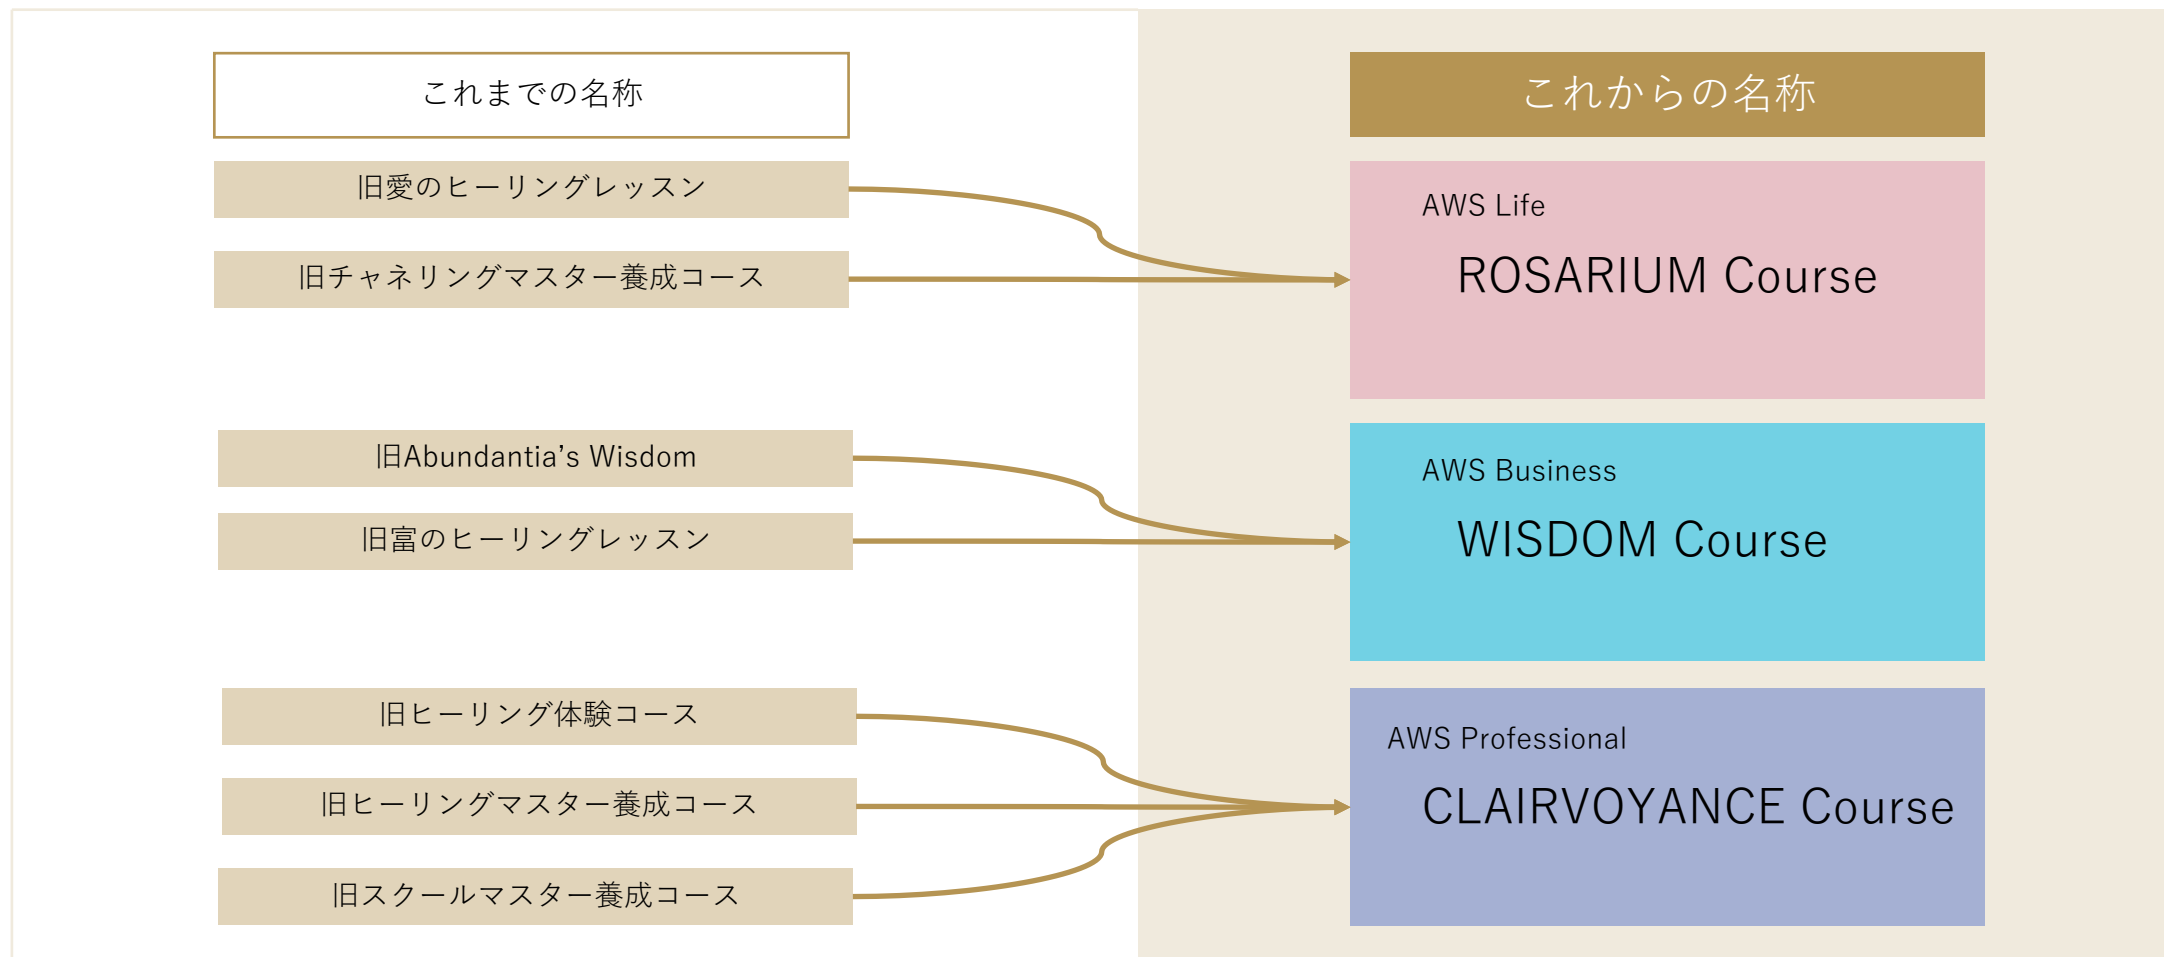 これまでの名称
これからの名称
旧愛のヒーリングレッスン
旧チャネリングマスター養成コース
AWS Life
ROSARIUM Course
旧Abundantia’s Wisdom
旧富のヒーリングレッスン
AWS Business
WISDOM Course
旧ヒーリング体験コース
旧ヒーリングマスター養成コース
旧スクールマスター養成コース
AWS Professional
CLAIRVOYANCE Course